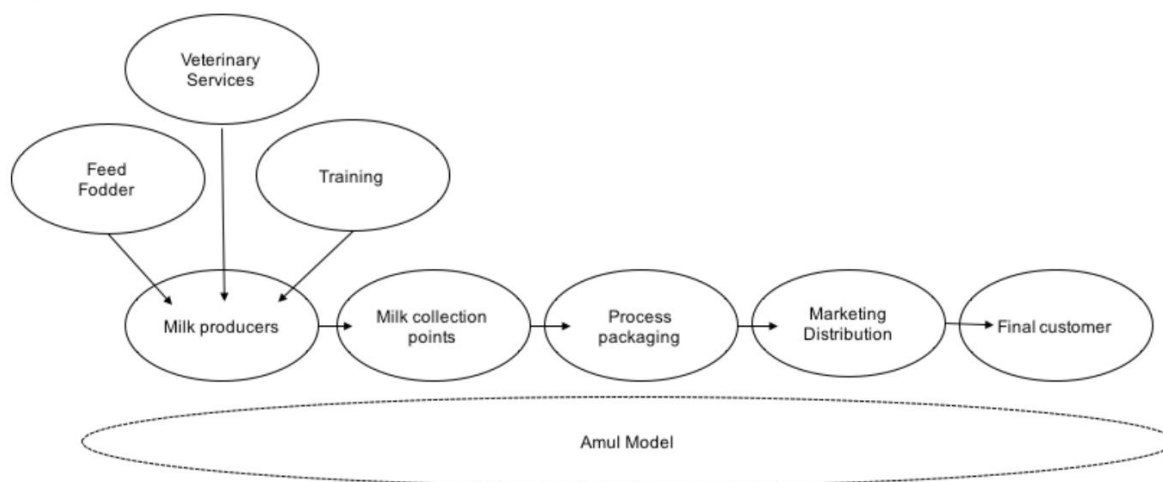 Veterinary
Services
Feed
Fodder
Training
Milk producers
Milk collection
points
Process
packaging
Marketing
Distribution
Final customer
Amul Model